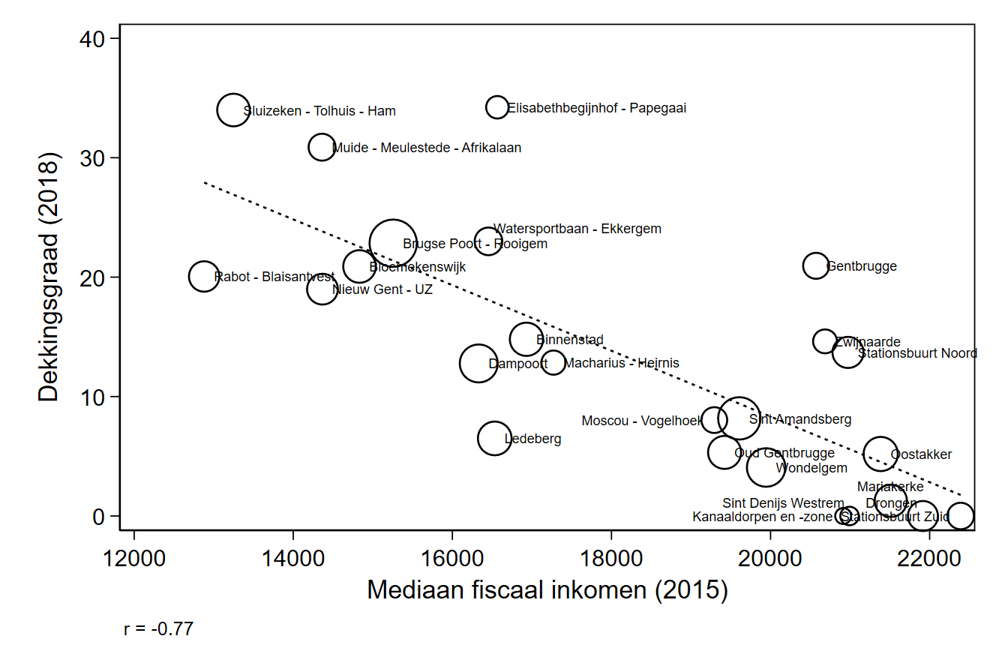 40
30
20
10
0
Dekkingsgraad (2018)
Sluizeken - Tolhuis - Ham
Elisabethbegijnhof - Papegaai
Muide - Meulestede - Afrikalaan
Watersportbaan - Ekkergem
Brugse Poort - Rooigem
Bloemekenswijk
Gentbrugge
Rabot - Blaisantvest
Nieuw Gent - UZ
Binnenstad
Zwijnaarde
Stationsbuurt Noord
Dampoort
Macharius - Heirnis
Moscou - Vogelhoek
Sint Amandsberg
Ledeberg
Oud Gentbrugge
Oostakker
Wondelgem
Mariakerke
Sint Denijs Westrem
Drongen
Kanaaldorpen en -zone
Stationsbuurt Zuid
12000
14000
16000
18000
20000
22000
Mediaan fiscaal inkomen (2015)
r = -0.77